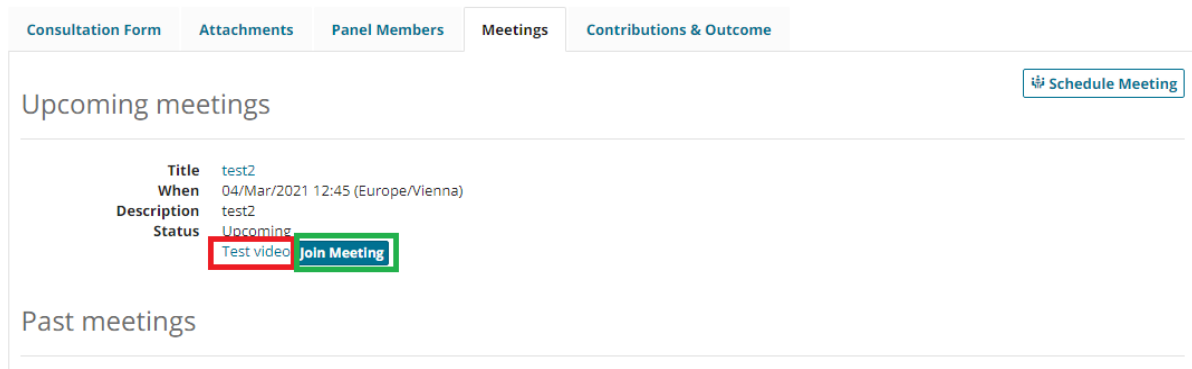 Consultation Form Attachments Panel Members Meetings Contributions & Outcome
Schedule Meeting
Upcoming meetings
Title test2
When 04/Mar/2021 12:45 (Europe/Vienna)
Description test2
Status Upcoming
Test video Join Meeting
Past meetings